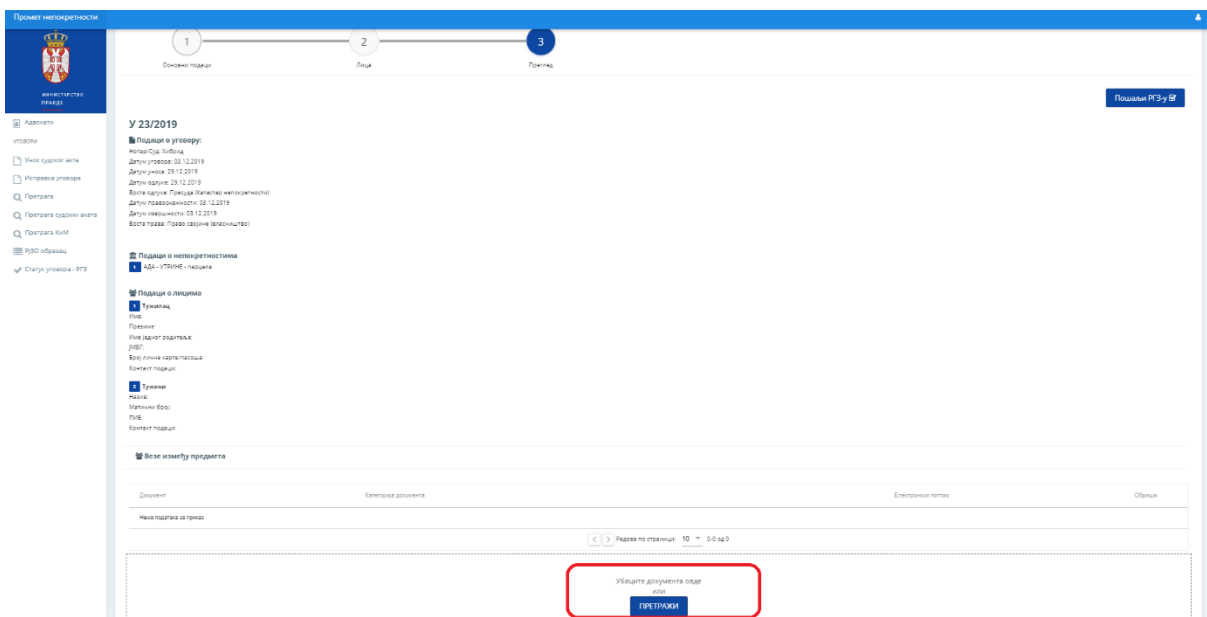 Промет непокретности
МИНИСТАРСТВО
ПРАВДЕ
Адвокати
УГОВОРИ
Унос судског акта
Исправка уговора
Претрага
Претрага судских аката
Претрага КиМ
РЈЗО образац
Статус уговора - РГЗ
1
2
3
Основни подаци
Лица
Преглед
Пошаљи РГЗ-у
У 23/2019
Подаци о уговору:
Нотар/Суд: Хибрид
Датум уговора: 03.12.2019
Датум уноса: 29.12.2019
Датум одлуке: 29.12.2019
Врста одлуке: Пресуда (Катастар непокретности)
Датум правоснажности: 03.12.2019
Датум извршности: 03.12.2019
Врста права: Право својине (власништво)
Подаци о непокретностима
1 АДА - УТРИНЕ - парцела
Подаци о лицима
1 Тужилац
Име:
Презиме:
Име једног родитеља:
ЈМБГ:
Број личне карте/пасоша:
Контакт подаци:
2 Тужени
Назив:
Матични број:
ПИБ:
Контакт подаци:
Везе између предмета
Документ Категорија документа Електронски потпис Обриши
Нема података за приказ
< > Редова по страници: 10 0-0 од 0
Убаците документа овде
или
ПРЕТРАЖИ